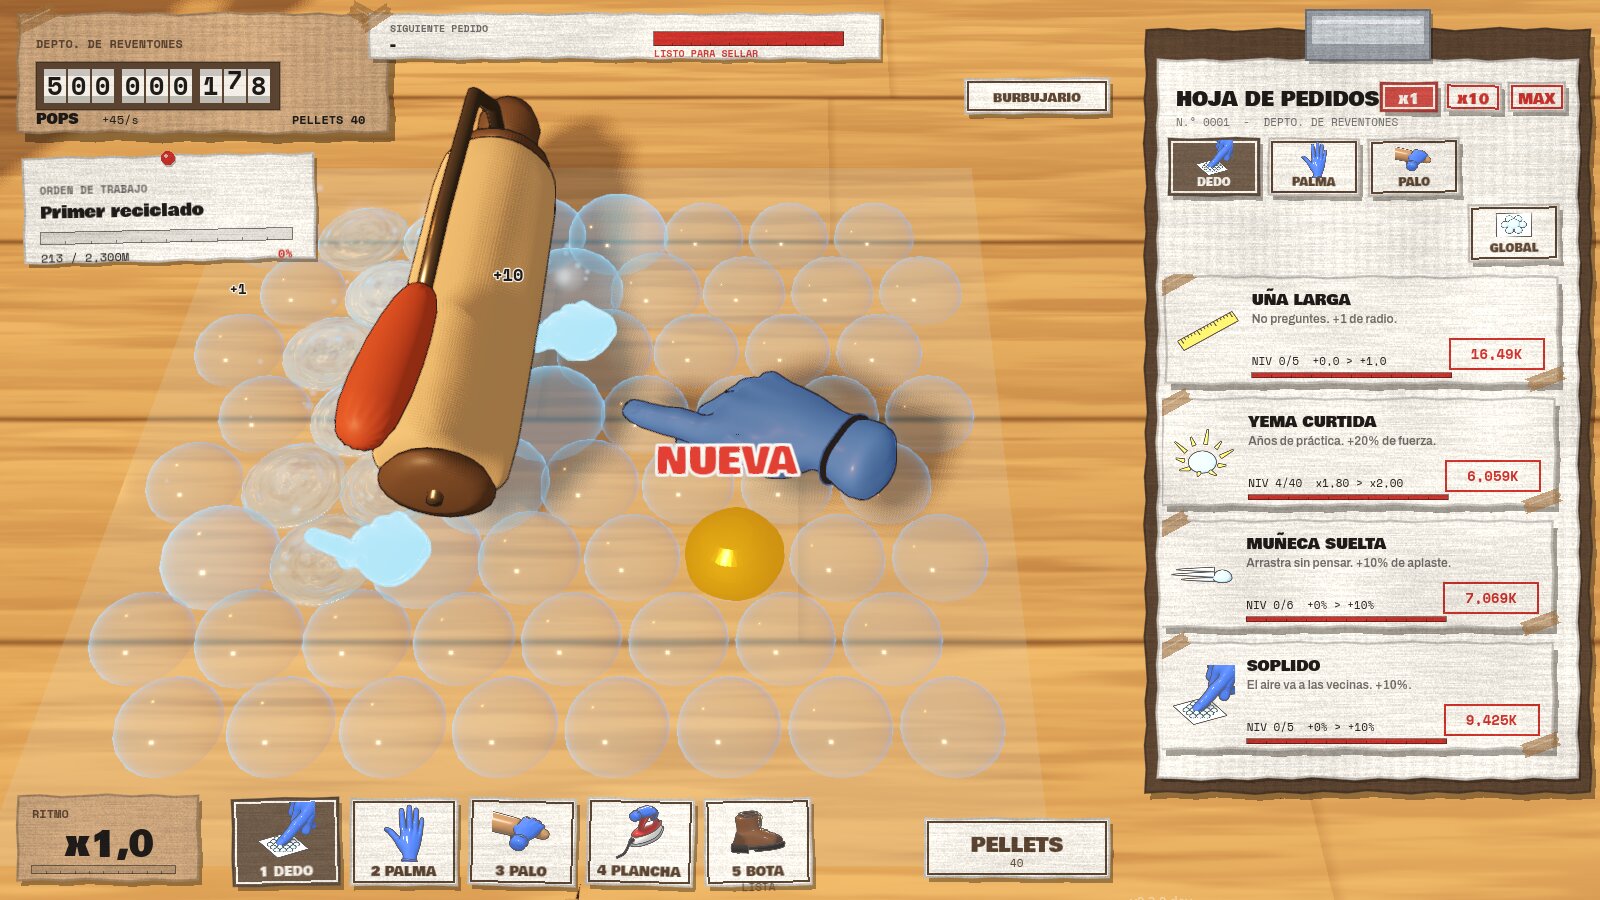 DEPTO. DE REVENTONES
500 000 178
POPS +45/s PELLETS 40
SIGUIENTE PEDIDO
-
LISTO PARA SELLAR
BURBUJARIO
ORDEN DE TRABAJO
Primer reciclado
213 / 2,300M 0%
+1
+10
NUEVA
HOJA DE PEDIDOS x1 x10 MAX
N.° 0001 - DEPTO. DE REVENTONES
DEDO PALMA PALO
GLOBAL
UÑA LARGA
No preguntes. +1 de radio.
NIV 0/5 +0,0 > +1,0
16,49K
YEMA CURTIDA
Años de práctica. +20% de fuerza.
NIV 4/40 x1,80 > x2,00
6,059K
MUÑECA SUELTA
Arrastra sin pensar. +10% de aplaste.
NIV 0/6 +0% > +10%
7,069K
SOPLIDO
El aire va a las vecinas. +10%.
NIV 0/5 +0% > +10%
9,425K
RITMO
x1,0
1 DEDO 2 PALMA 3 PALO 4 PLANCHA 5 BOTA
LISTA
PELLETS
40